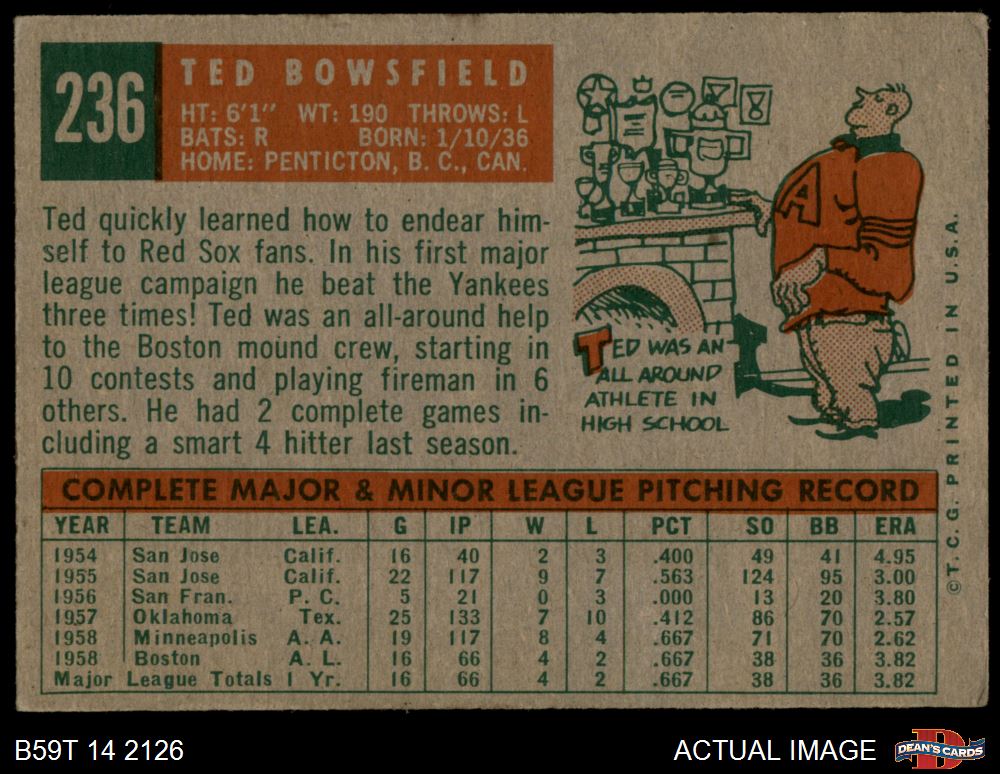 236
TED BOWSFIELD
HT: 6'1" WT: 190 THROWS: L
BATS: R BORN: 1/10/36
HOME: PENTICTON, B. C., CAN.
Ted quickly learned how to endear him-
self to Red Sox fans. In his first major
league campaign he beat the Yankees
three times! Ted was an all-around help
to the Boston mound crew, starting in
10 contests and playing fireman in 6
others. He had 2 complete games in-
cluding a smart 4 hitter last season.
A
TED WAS AN
ALL AROUND
ATHLETE IN
HIGH SCHOOL
COMPLETE MAJOR & MINOR LEAGUE PITCHING RECORD
YEAR TEAM LEA. G IP W L PCT SO BB ERA
1954 San Jose Calif. 16 40 2 3 .400 49 41 4.95
1955 San Jose Calif. 22 117 9 7 .563 124 95 3.00
1956 San Fran. P. C. 5 21 0 3 .000 13 20 3.80
1957 Oklahoma Tex. 25 133 7 10 .412 86 70 2.57
1958 Minneapolis A. A. 19 117 8 4 .667 71 70 2.62
1958 Boston A. L. 16 66 4 2 .667 38 36 3.82
Major League Totals 1 Yr. 16 66 4 2 .667 38 36 3.82
©T. C. G. PRINTED IN U.S.A.
B59T 14 2126
ACTUAL IMAGE
D
DEAN'S CARDS